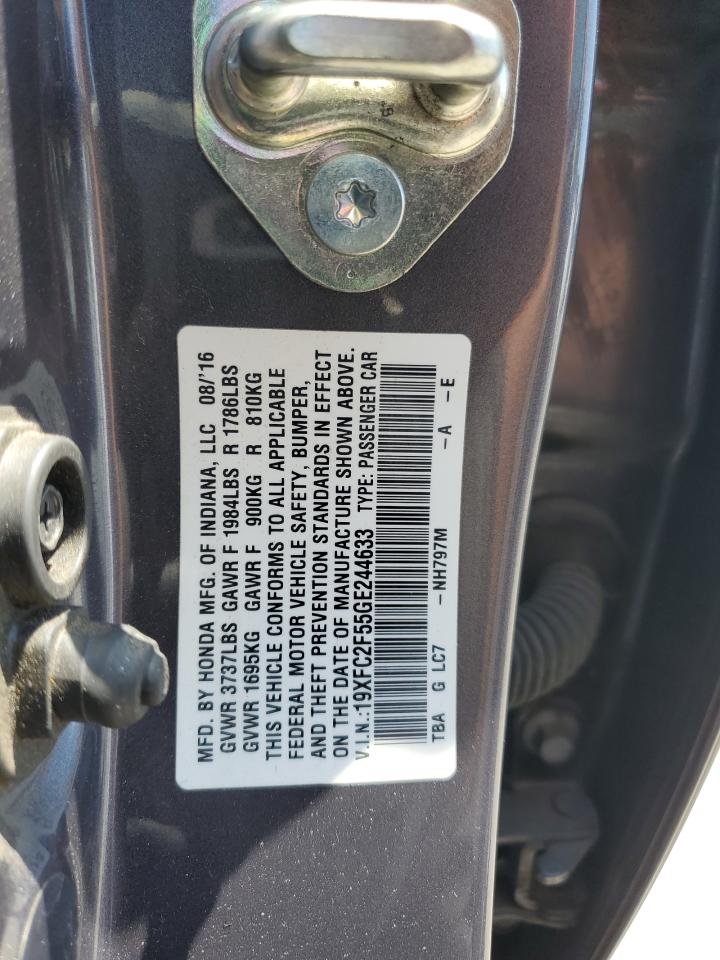 MFD. BY HONDA MFG. OF INDIANA, LLC 08/'16
GVWR 3737LBS GAWR F 1984LBS R 1786LBS
GVWR 1695KG GAWR F 900KG R 810KG
THIS VEHICLE CONFORMS TO ALL APPLICABLE
FEDERAL MOTOR VEHICLE SAFETY, BUMPER,
AND THEFT PREVENTION STANDARDS IN EFFECT
ON THE DATE OF MANUFACTURE SHOWN ABOVE.
V.I.N.:19XFC2F55GE244633 TYPE: PASSENGER CAR
TBA G LC7 -NH797M -A -E